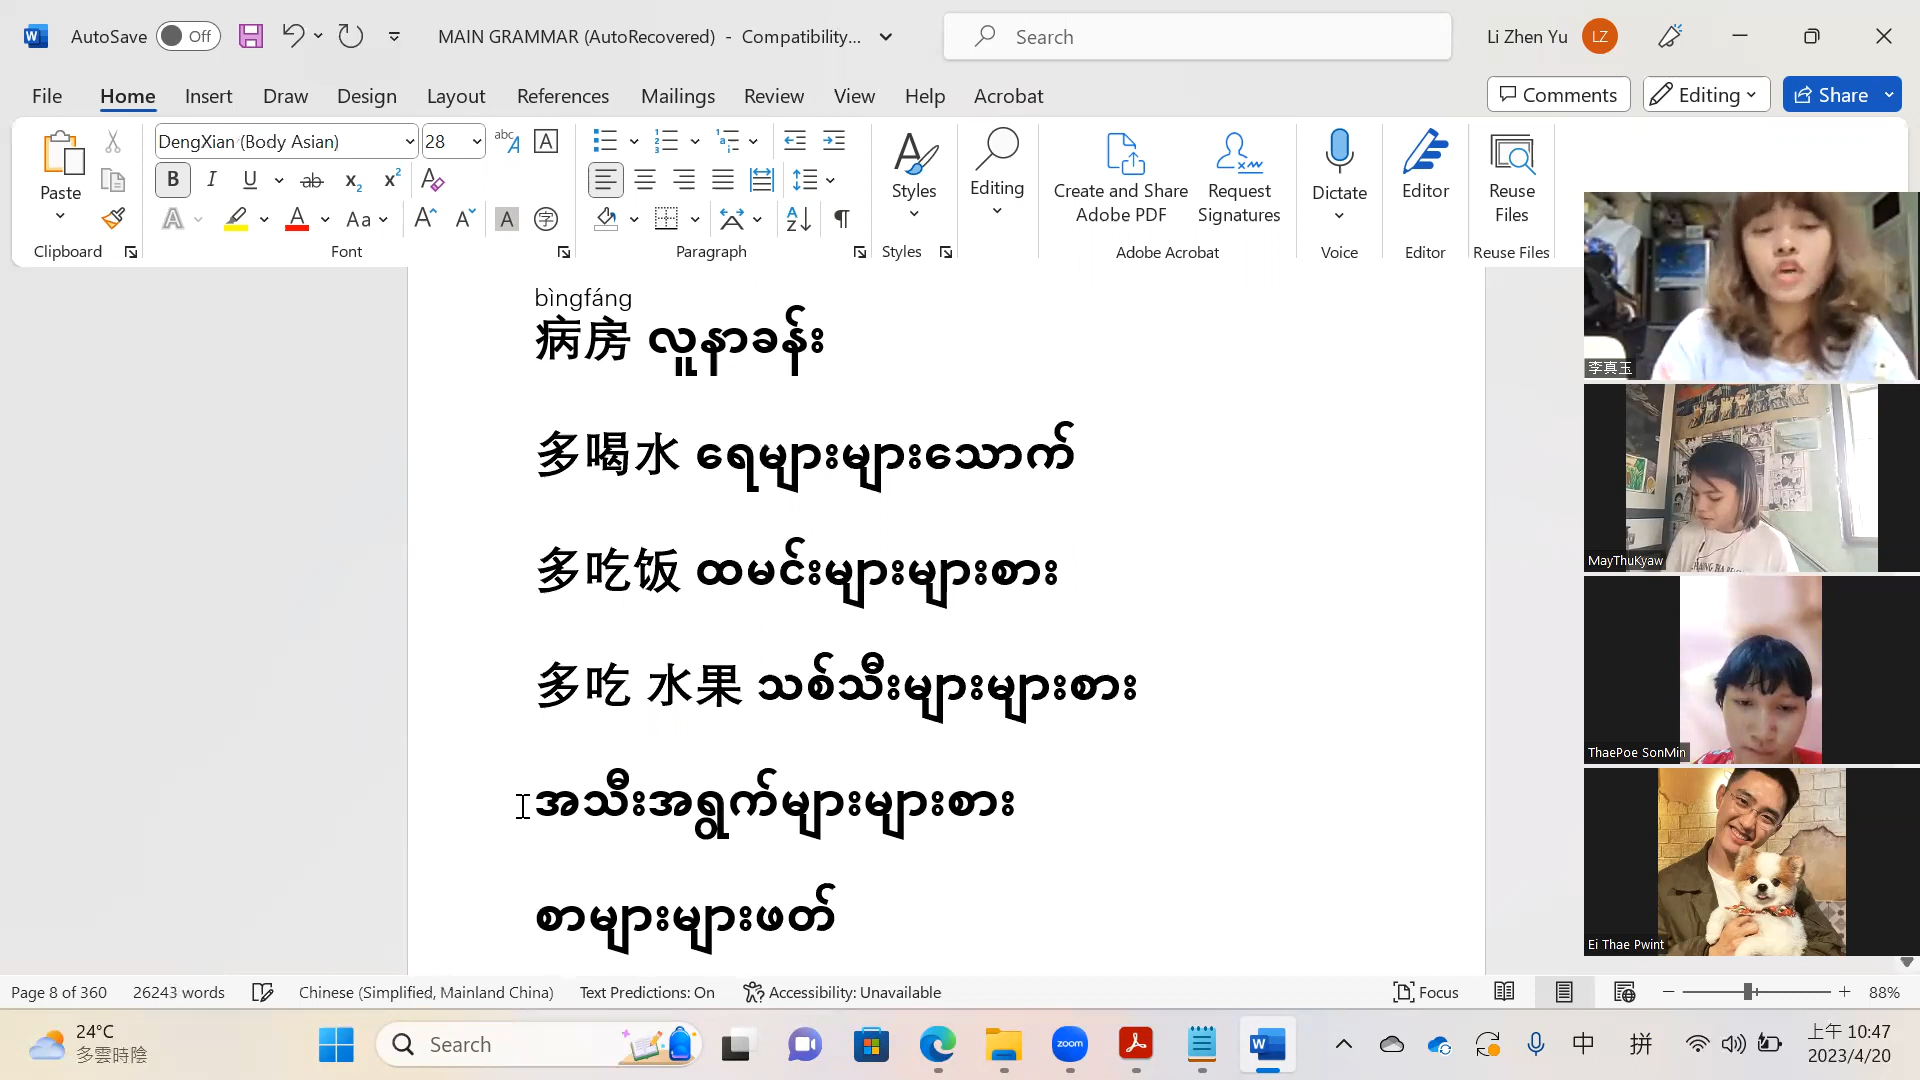 AutoSave Off MAIN GRAMMAR (AutoRecovered) - Compatibility... Search Li Zhen Yu LZ
File Home Insert Draw Design Layout References Mailings Review View Help Acrobat Comments Editing Share
Paste
Clipboard
DengXian (Body Asian) 28
Font
Paragraph
Styles
Styles
Editing
Create and Share
Adobe PDF
Request
Signatures
Adobe Acrobat
Dictate
Voice
Editor
Editor
Reuse
Files
Reuse Files
bìngfáng
病房 လူနာခန်း
多喝水 ရေများများသောက်
多吃饭 ထမင်းများများစား
多吃 水果 သစ်သီးများများစား
အသီးအရွက်များများစား
စာများများဖတ်
李真玉
MayThuKyaw
ThaePoe SonMin
Ei Thae Pwint
Page 8 of 360 26243 words Chinese (Simplified, Mainland China) Text Predictions: On Accessibility: Unavailable Focus 88%
24°C
多雲時陰
Search
zoom
中 拼
上午 10:47
2023/4/20